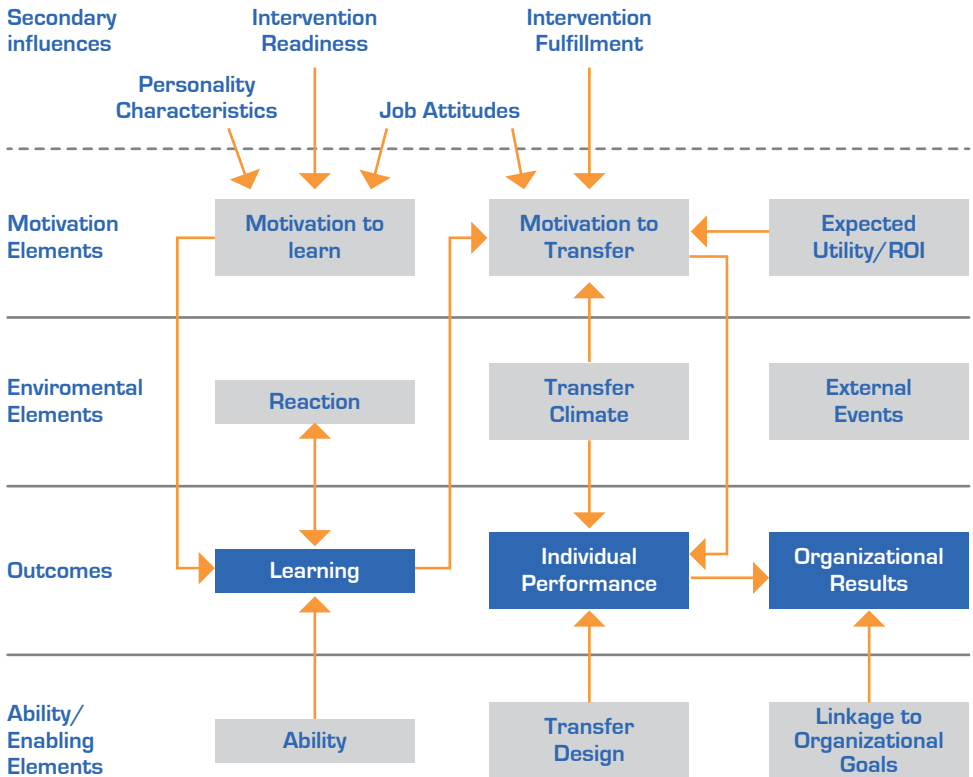 Secondary
influences
Intervention
Readiness
Intervention
Fulfillment
Personality
Characteristics
Job Attitudes
Motivation
Elements
Motivation to
learn
Motivation to
Transfer
Expected
Utility/ROI
Enviromental
Elements
Reaction
Transfer
Climate
External
Events
Outcomes
Learning
Individual
Performance
Organizational
Results
Ability/
Enabling
Elements
Ability
Transfer
Design
Linkage to
Organizational
Goals